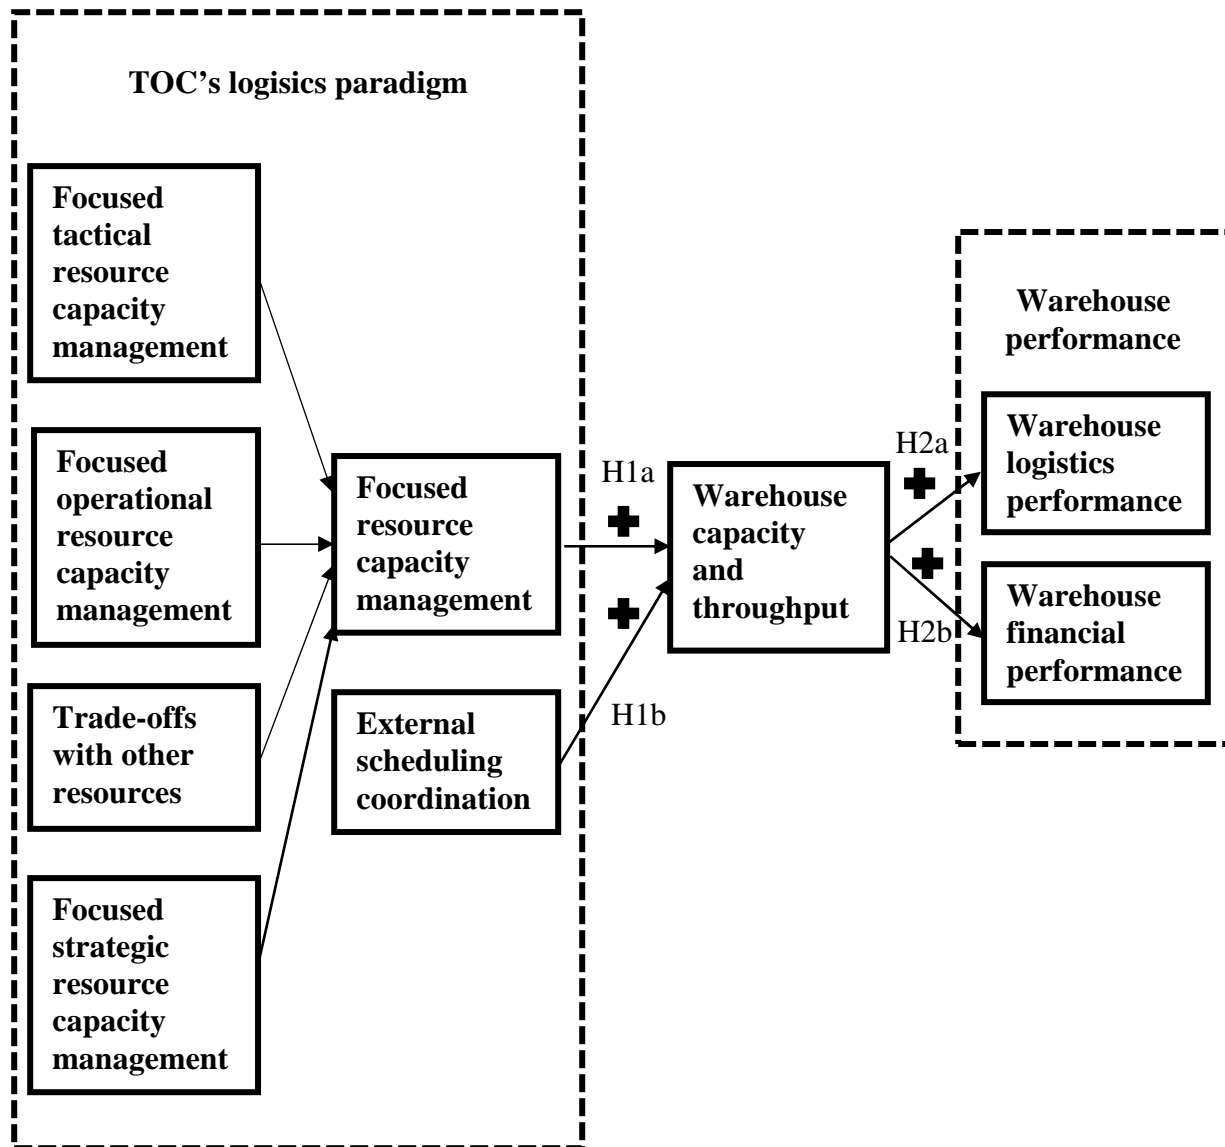 TOC’s logisics paradigm
Focused
tactical
resource
capacity
management
Focused
operational
resource
capacity
management
Trade-offs
with other
resources
Focused
strategic
resource
capacity
management
Focused
resource
capacity
management
External
scheduling
coordination
H1a
H1b
Warehouse
capacity
and
throughput
H2a
H2b
Warehouse
performance
Warehouse
logistics
performance
Warehouse
financial
performance